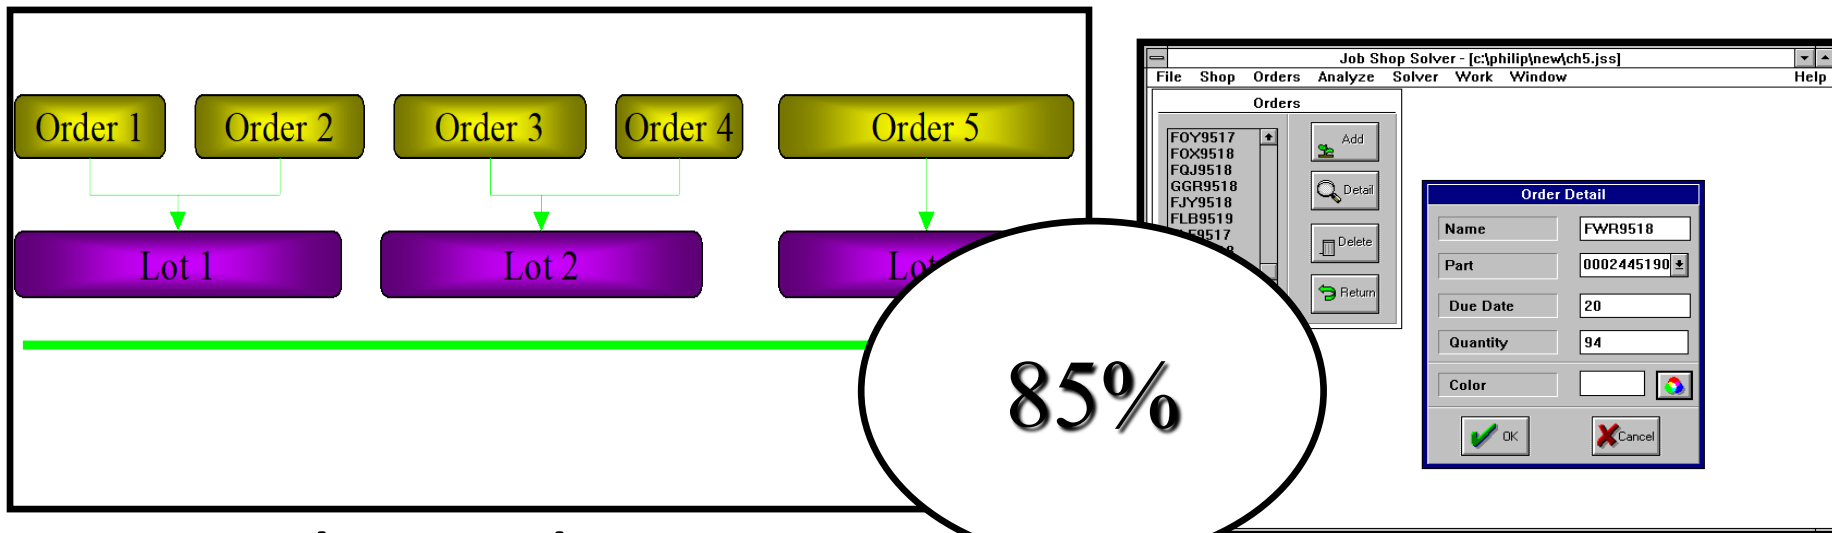 Order 1
Order 2
Order 3
Order 4
Order 5
Lot 1
Lot 2
85%
Job Shop Solver - [c:\philip\new\ch5.jss]
File Shop Orders Analyze Solver Work Window Help
Orders
FOY9517
FOX9518
FQJ9518
GGR9518
FJY9518
FLB9519
Add
Detail
Delete
Return
Order Detail
Name FWR9518
Part 0002445190
Due Date 20
Quantity 94
Color
OK
Cancel